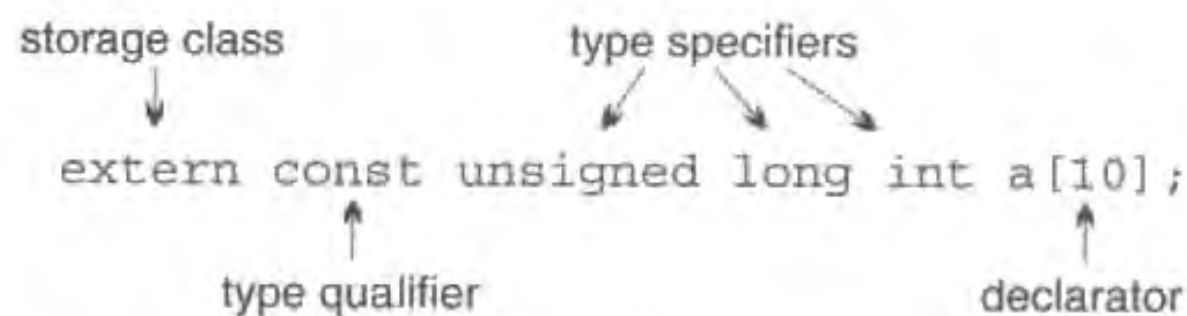 storage class type specifiers
extern const unsigned long int a[10];
type qualifier declarator